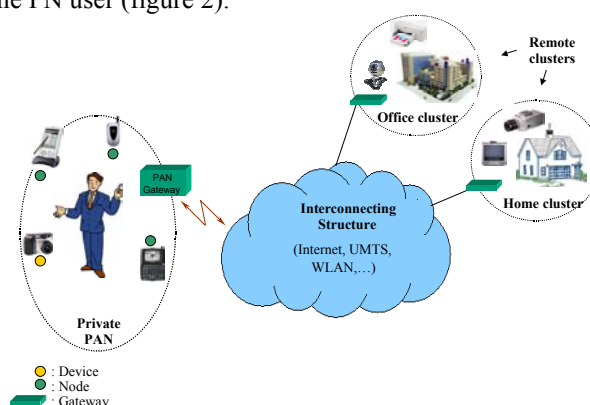 PN user (figure 2).
Remote
clusters
Office cluster
PAN
Gateway
Home cluster
Interconnecting
Structure
(Internet, UMTS,
WLAN,…)
Private
PAN
: Device
: Node
: Gateway